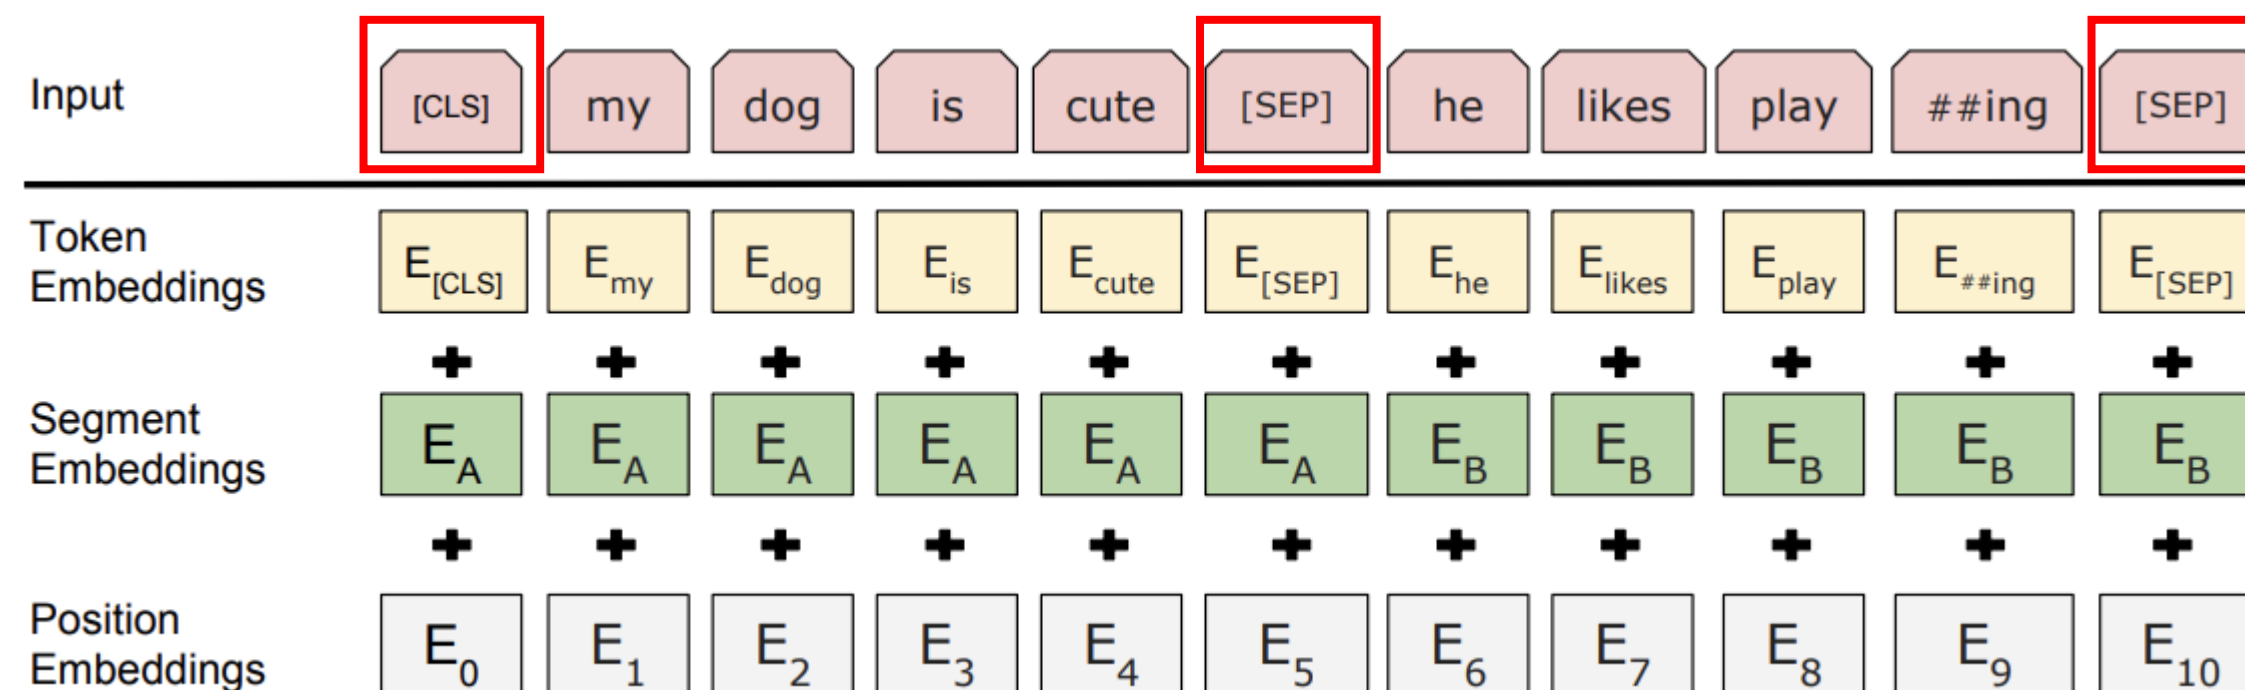 Input [CLS] my dog is cute [SEP] he likes play ##ing [SEP]
Token
Embeddings E[CLS] Emy Edog Eis Ecute E[SEP] Ehe Elikes Eplay E##ing E[SEP]
+ + + + + + + + + + +
Segment
Embeddings EA EA EA EA EA EA EB EB EB EB EB
+ + + + + + + + + + +
Position
Embeddings E0 E1 E2 E3 E4 E5 E6 E7 E8 E9 E10